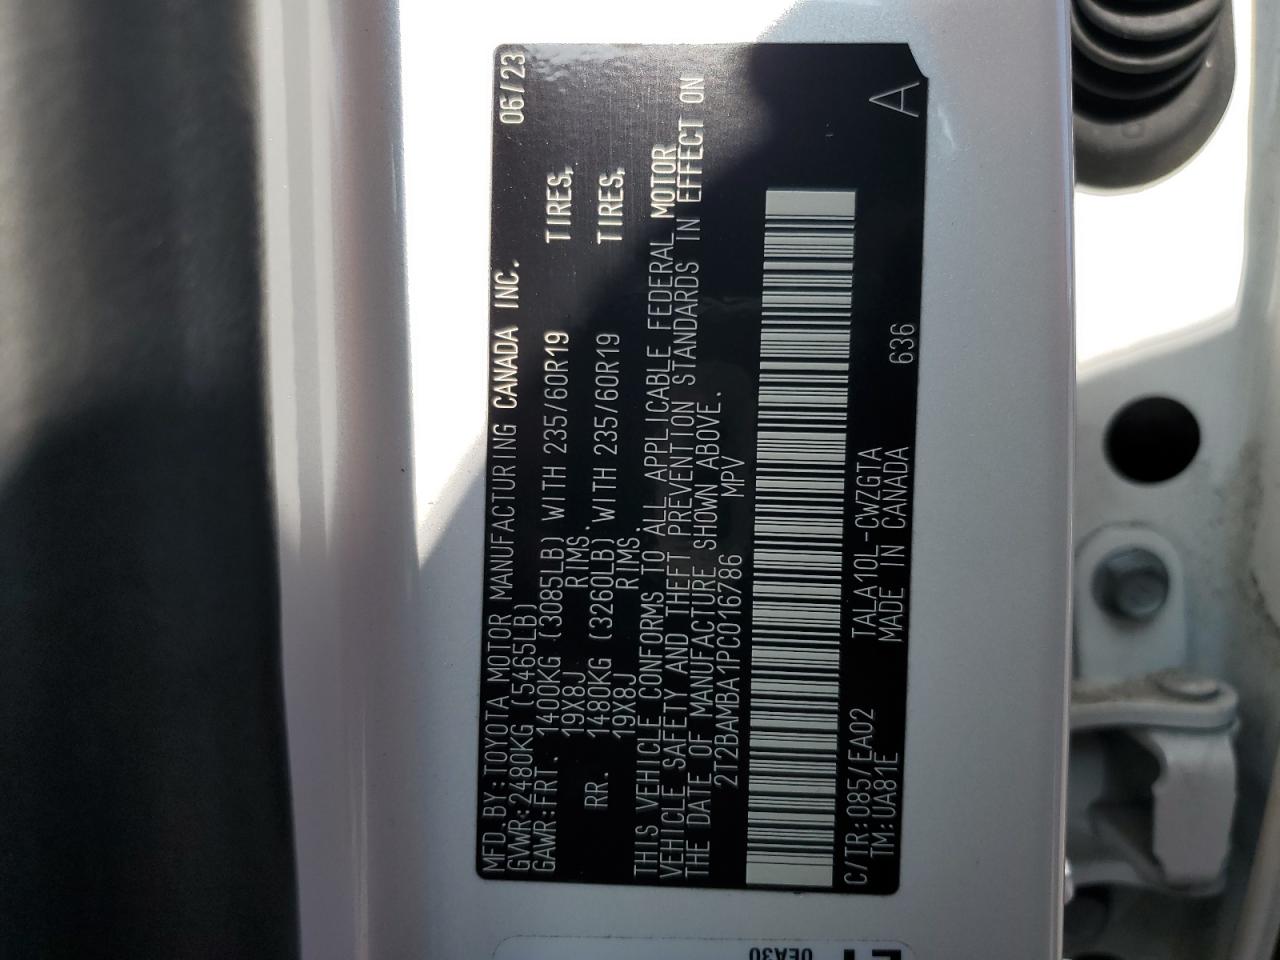 MFD. BY: TOYOTA MOTOR MANUFACTURING CANADA INC. 06/23
GVWR: 2480KG (5465LB)
GAWR: FRT. 1400KG (3085LB) WITH 235/60R19 TIRES,
19X8J RIMS.
RR. 1480KG (3260LB) WITH 235/60R19 TIRES,
19X8J RIMS.
THIS VEHICLE CONFORMS TO ALL APPLICABLE FEDERAL MOTOR
VEHICLE SAFETY AND THEFT PREVENTION STANDARDS IN EFFECT ON
THE DATE OF MANUFACTURE SHOWN ABOVE.
2T2BAMBA1PC016786 MPV
C/TR: 085/EA02 TALA10L-CWZGTA 636
TM: UA81E MADE IN CANADA A
0EA30